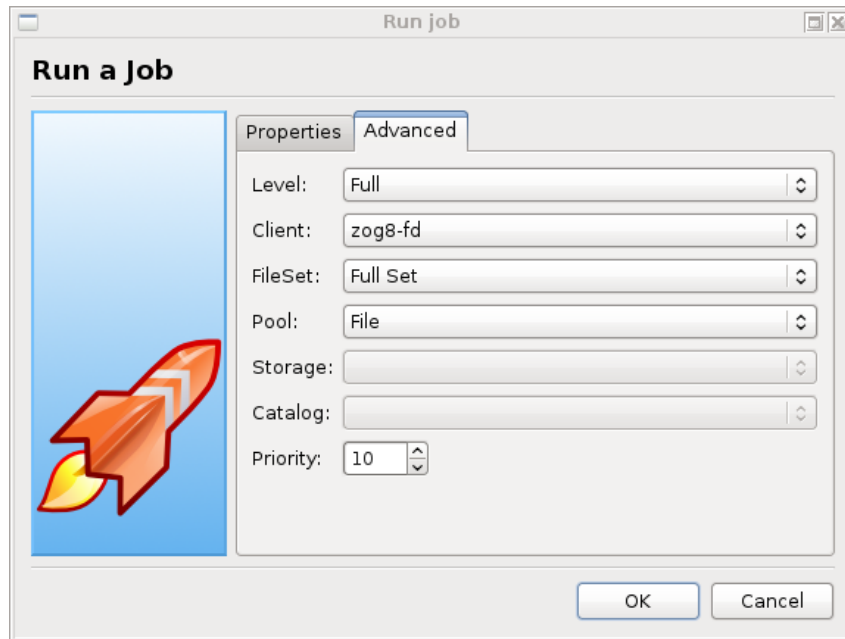 Run job
Run a Job
Properties Advanced
Level: Full
Client: zog8-fd
FileSet: Full Set
Pool: File
Storage:
Catalog:
Priority: 10
OK Cancel